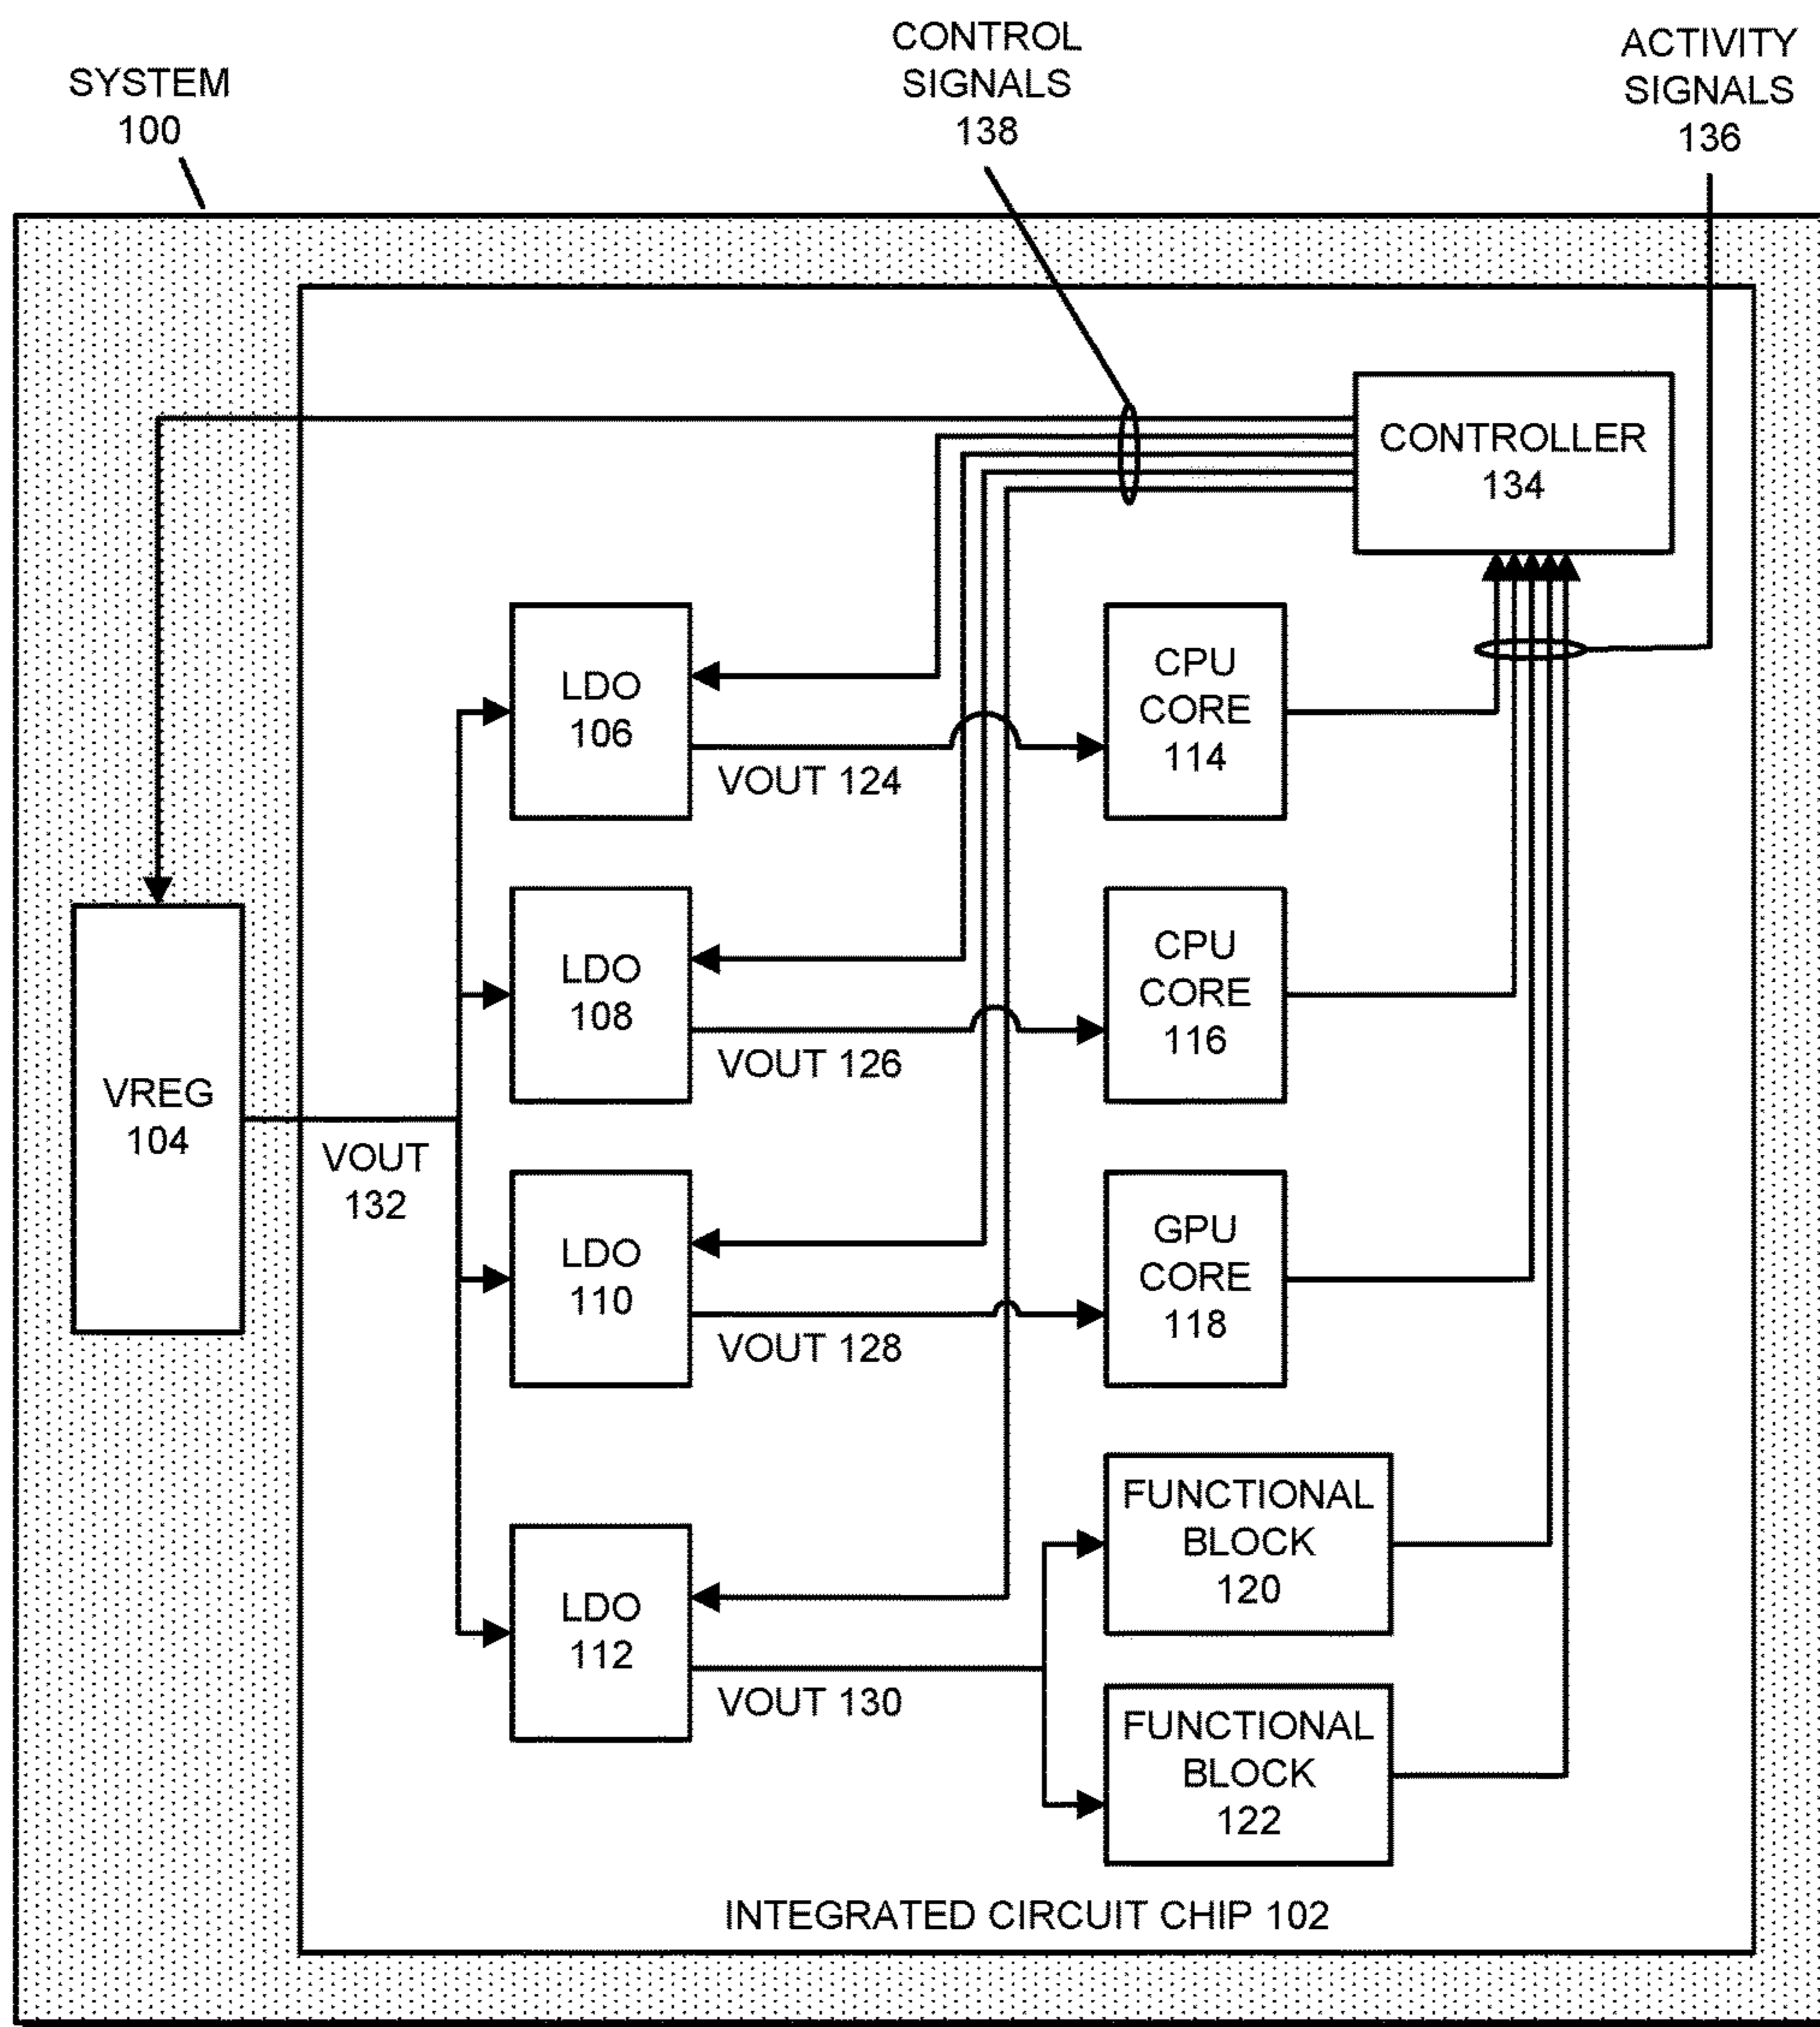 CONTROL
SIGNALS
138
ACTIVITY
SIGNALS
136
SYSTEM
100
CONTROLLER
134
LDO
106
VOUT 124
CPU
CORE
114
LDO
108
VOUT 126
CPU
CORE
116
VREG
104
VOUT
132
LDO
110
VOUT 128
GPU
CORE
118
LDO
112
VOUT 130
FUNCTIONAL
BLOCK
120
FUNCTIONAL
BLOCK
122
INTEGRATED CIRCUIT CHIP 102